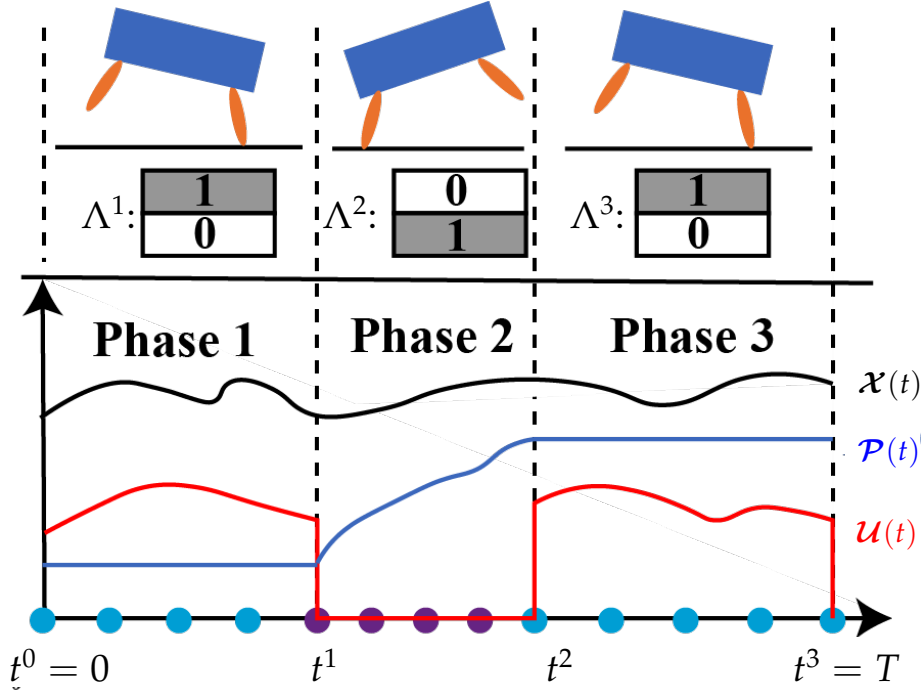 Λ¹: 1 0
Λ²: 0 1
Λ³: 1 0
Phase 1 Phase 2 Phase 3
𝓧(t)
𝓟(t)
𝓤(t)
t⁰ = 0 t¹ t² t³ = T